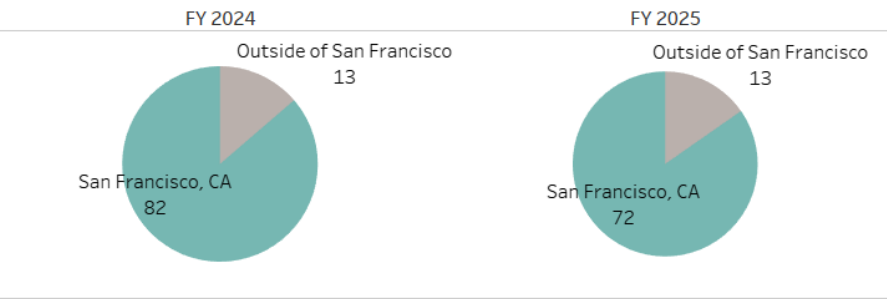 FY 2024
FY 2025
Outside of San Francisco
13
San Francisco, CA
82
Outside of San Francisco
13
San Francisco, CA
72